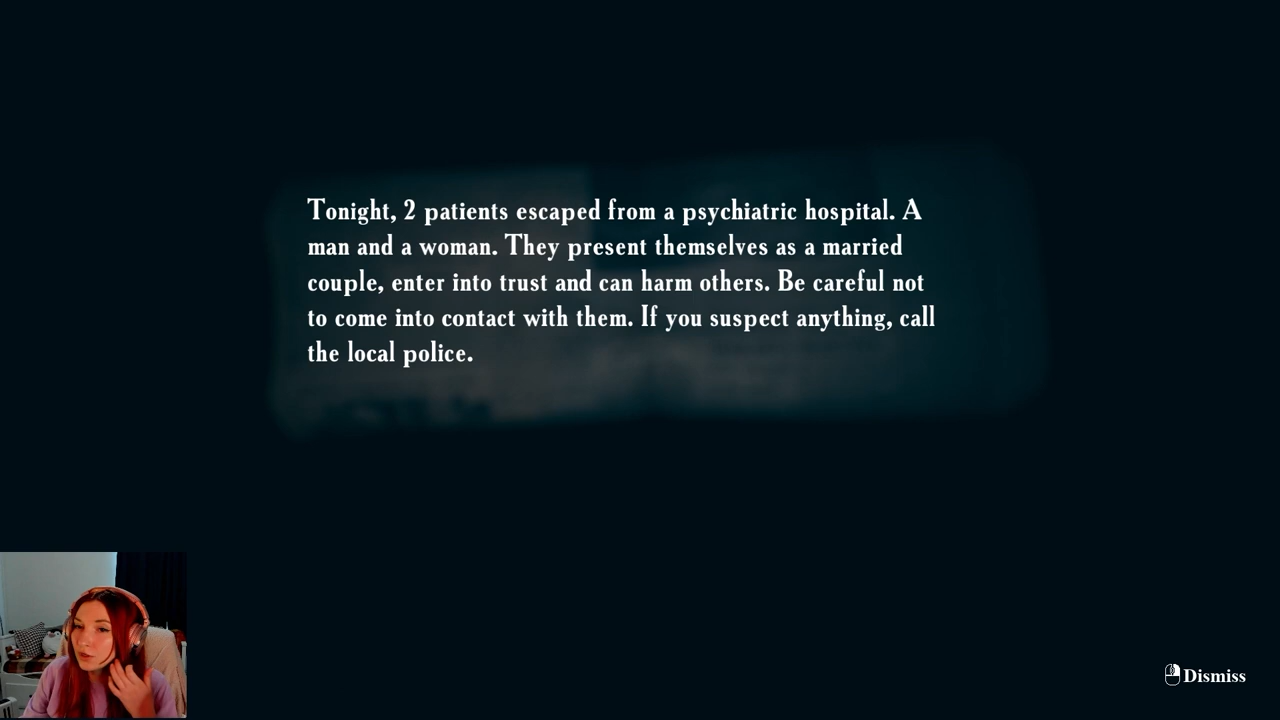 Tonight, 2 patients escaped from a psychiatric hospital. A
man and a woman. They present themselves as a married
couple, enter into trust and can harm others. Be careful not
to come into contact with them. If you suspect anything, call
the local police.
Dismiss